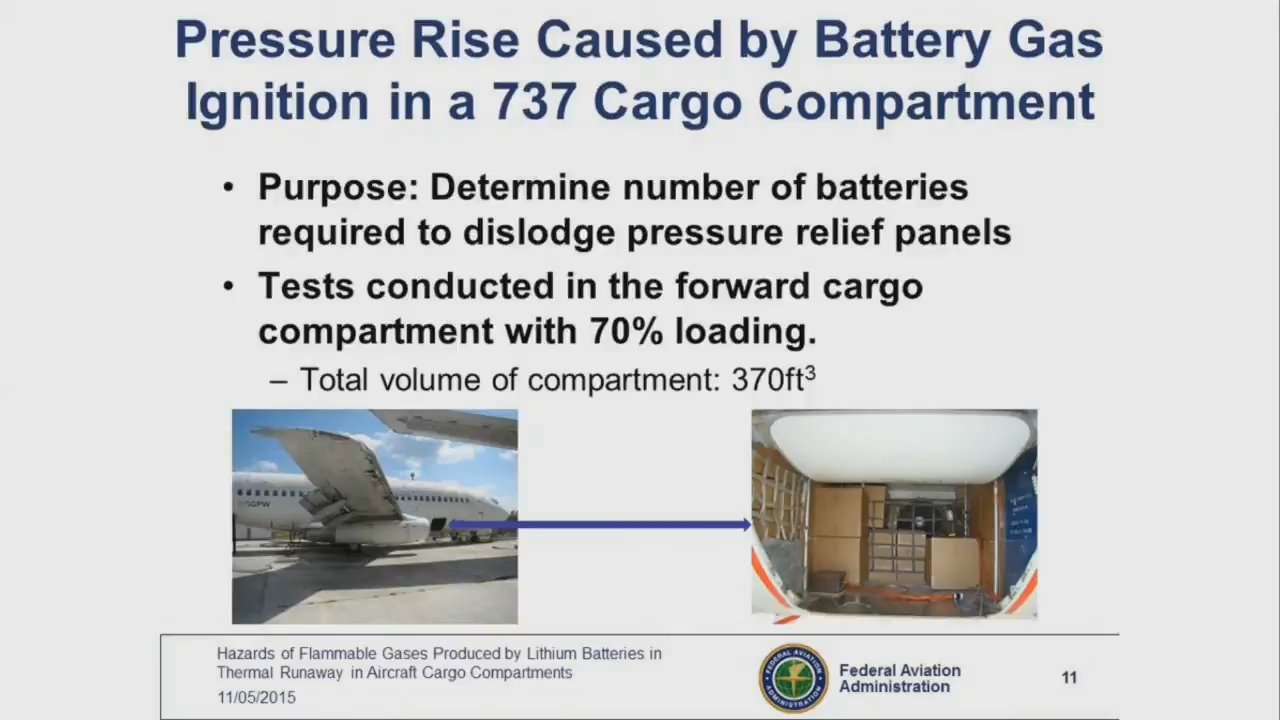 Pressure Rise Caused by Battery Gas
Ignition in a 737 Cargo Compartment
• Purpose: Determine number of batteries
required to dislodge pressure relief panels
• Tests conducted in the forward cargo
compartment with 70% loading.
– Total volume of compartment: 370ft³
Hazards of Flammable Gases Produced by Lithium Batteries in
Thermal Runaway in Aircraft Cargo Compartments
11/05/2015
FEDERAL AVIATION
ADMINISTRATION
Federal Aviation
Administration
11